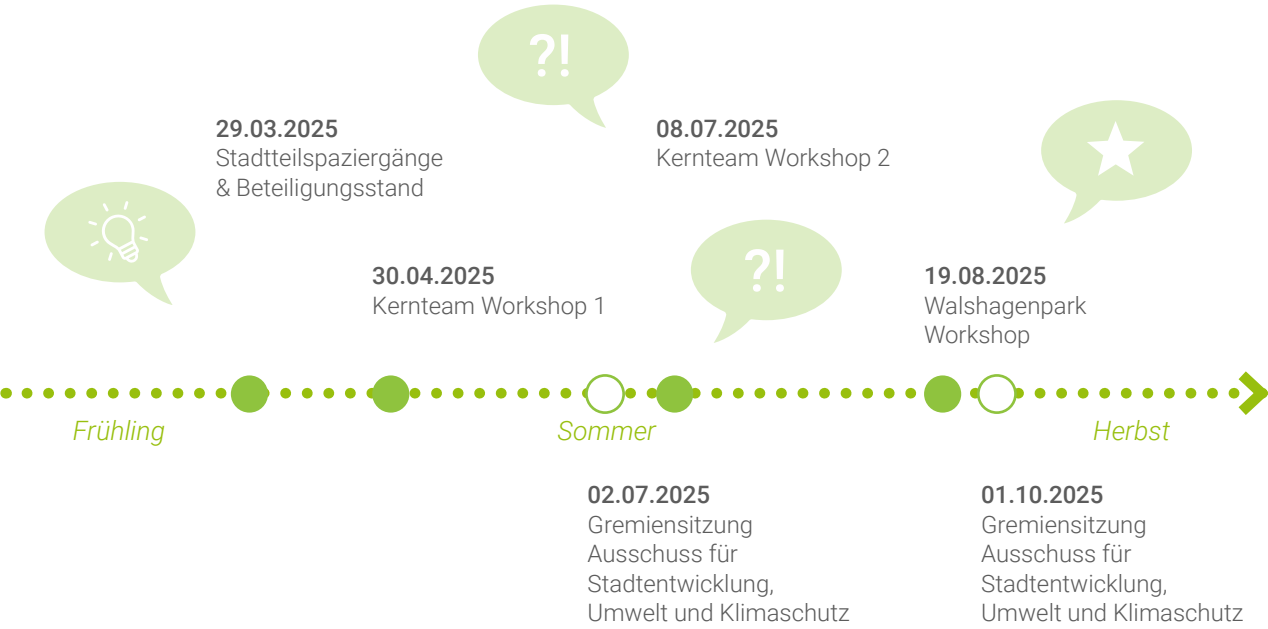 ?!
29.03.2025
Stadtteilspaziergänge
& Beteiligungsstand
08.07.2025
Kernteam Workshop 2
30.04.2025
Kernteam Workshop 1
?!
19.08.2025
Walshagenpark
Workshop
Frühling
Sommer
Herbst
02.07.2025
Gremiensitzung
Ausschuss für
Stadtentwicklung,
Umwelt und Klimaschutz
01.10.2025
Gremiensitzung
Ausschuss für
Stadtentwicklung,
Umwelt und Klimaschutz